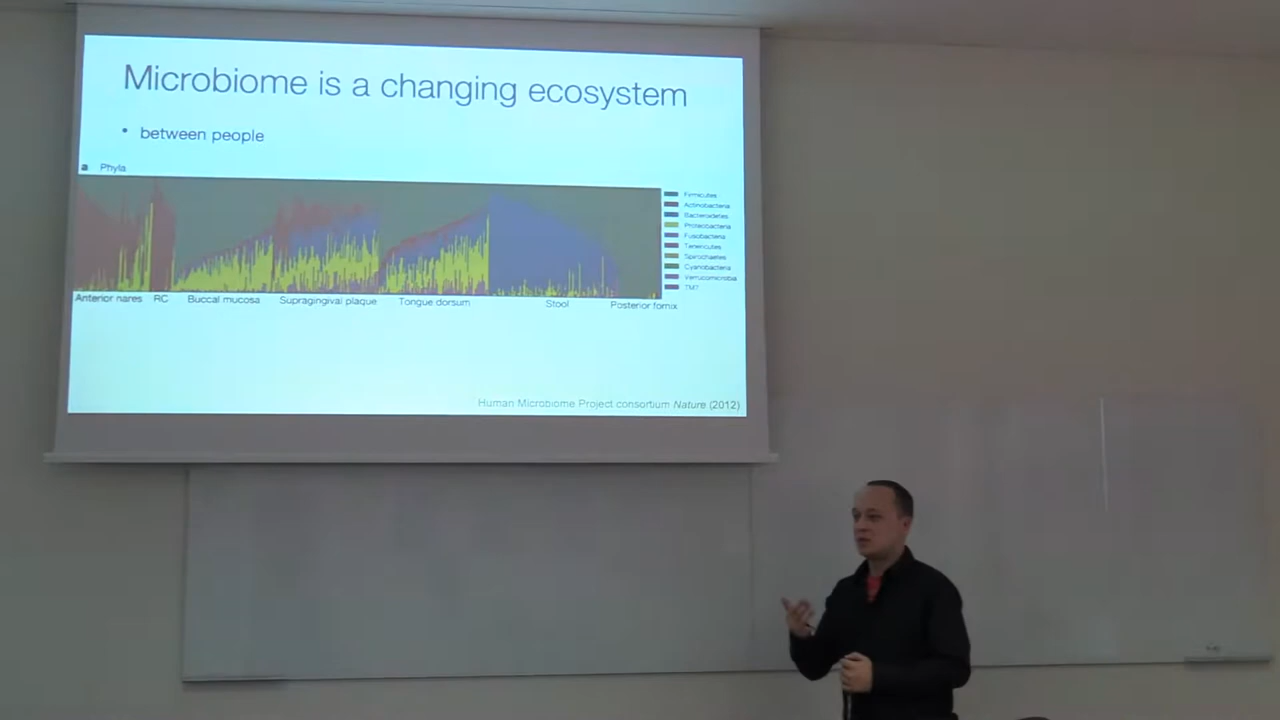 Microbiome is a changing ecosystem
• between people
a Phyla
Firmicutes
Actinobacteria
Bacteroidetes
Proteobacteria
Fusobacteria
Tenericutes
Spirochaetes
Cyanobacteria
Verrucomicrobia
TM7
Anterior nares RC Buccal mucosa Supragingival plaque Tongue dorsum Stool Posterior fornix
Human Microbiome Project consortium Nature (2012)